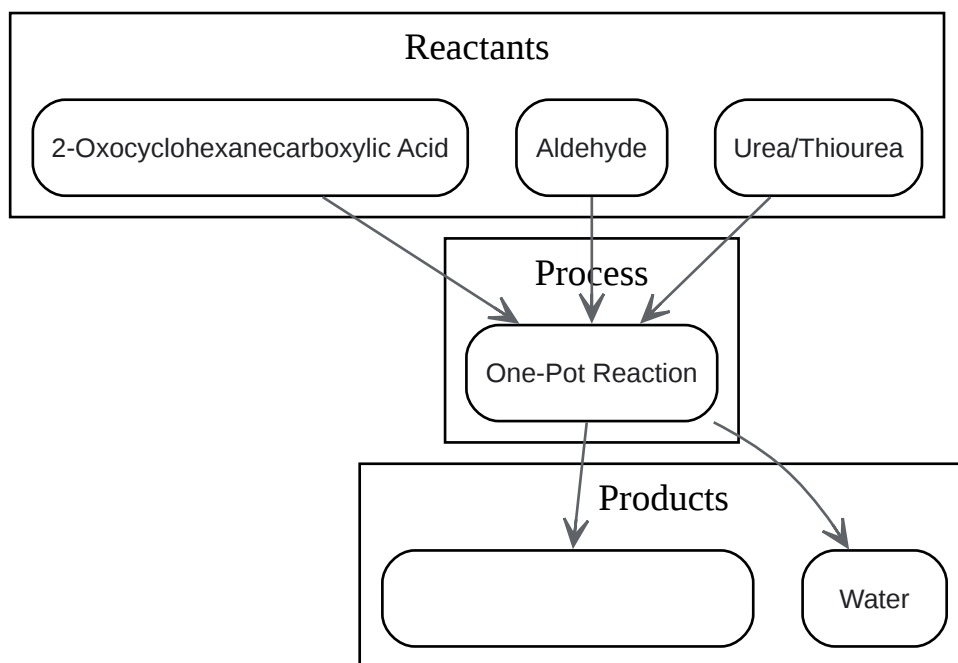 Reactants
2-Oxocyclohexanecarboxylic Acid
Aldehyde
Urea/Thiourea
Process
One-Pot Reaction
Products
Water